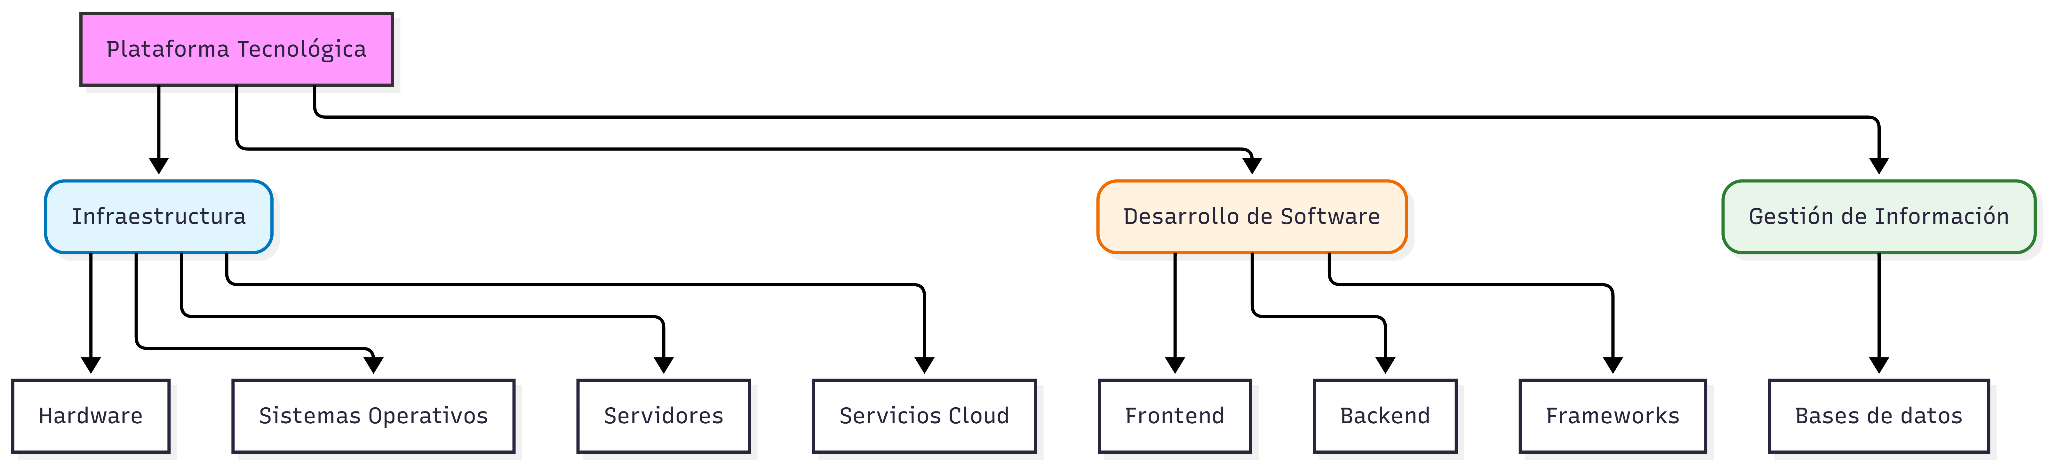 Plataforma Tecnológica
Infraestructura
Desarrollo de Software
Gestión de Información
Hardware
Sistemas Operativos
Servidores
Servicios Cloud
Frontend
Backend
Frameworks
Bases de datos